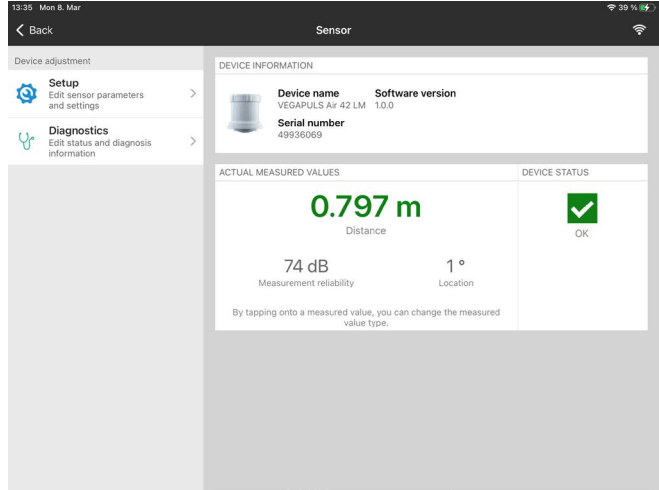 13:35 Mon 8. Mar
39 %
Back
Sensor
Device adjustment
Setup
Edit sensor parameters
and settings
Diagnostics
Edit status and diagnosis
information
DEVICE INFORMATION
Device name
VEGAPULS Air 42 LM
Software version
1.0.0
Serial number
49936069
ACTUAL MEASURED VALUES
0.797 m
Distance
74 dB
Measurement reliability
1 °
Location
By tapping onto a measured value, you can change the measured
value type.
DEVICE STATUS
OK